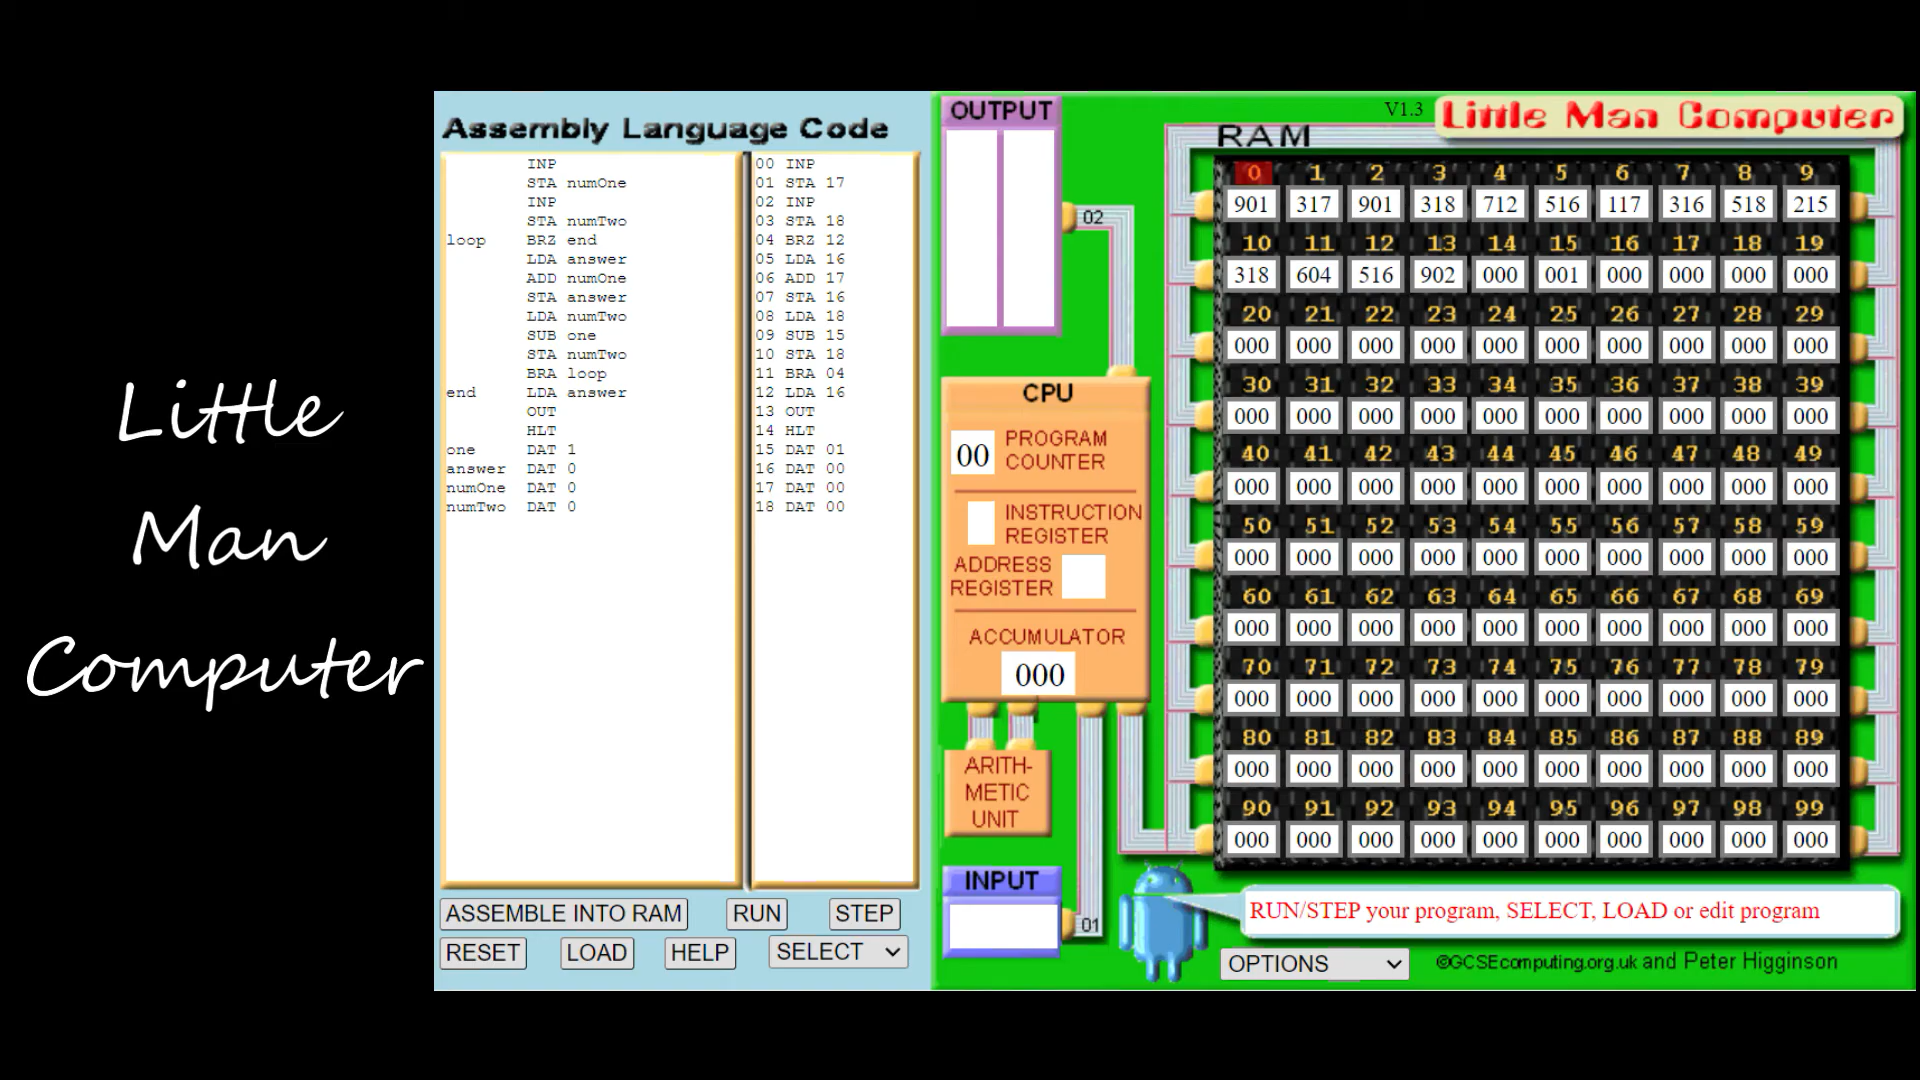 Little
Man
Computer
Assembly Language Code
INP
STA numOne
INP
STA numTwo
loop BRZ end
LDA answer
ADD numOne
STA answer
LDA numTwo
SUB one
STA numTwo
BRA loop
end LDA answer
OUT
HLT
one DAT 1
answer DAT 0
numOne DAT 0
numTwo DAT 0
00 INP
01 STA 17
02 INP
03 STA 18
04 BRZ 12
05 LDA 16
06 ADD 17
07 STA 16
08 LDA 18
09 SUB 15
10 STA 18
11 BRA 04
12 LDA 16
13 OUT
14 HLT
15 DAT 01
16 DAT 00
17 DAT 00
18 DAT 00
ASSEMBLE INTO RAM RUN STEP
RESET LOAD HELP SELECT
OUTPUT
02
CPU
00 PROGRAM
COUNTER
INSTRUCTION
REGISTER
ADDRESS
REGISTER
ACCUMULATOR
000
ARITH-
METIC
UNIT
INPUT
01
V1.3 Little Man Computer
RAM
0 1 2 3 4 5 6 7 8 9
901 317 901 318 712 516 117 316 518 215
10 11 12 13 14 15 16 17 18 19
318 604 516 902 000 001 000 000 000 000
20 21 22 23 24 25 26 27 28 29
000 000 000 000 000 000 000 000 000 000
30 31 32 33 34 35 36 37 38 39
000 000 000 000 000 000 000 000 000 000
40 41 42 43 44 45 46 47 48 49
000 000 000 000 000 000 000 000 000 000
50 51 52 53 54 55 56 57 58 59
000 000 000 000 000 000 000 000 000 000
60 61 62 63 64 65 66 67 68 69
000 000 000 000 000 000 000 000 000 000
70 71 72 73 74 75 76 77 78 79
000 000 000 000 000 000 000 000 000 000
80 81 82 83 84 85 86 87 88 89
000 000 000 000 000 000 000 000 000 000
90 91 92 93 94 95 96 97 98 99
000 000 000 000 000 000 000 000 000 000
RUN/STEP your program, SELECT, LOAD or edit program
OPTIONS
©GCSEcomputing.org.uk and Peter Higginson